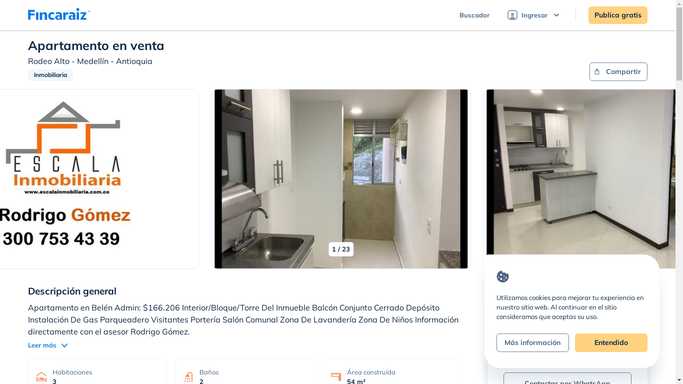 Fincaraiz
Buscador
Ingresar
Publica gratis
Apartamento en venta
Rodeo Alto - Medellín - Antioquia
Inmobiliaria
Compartir
ESCALA
Inmobiliaria
www.escalainmobiliaria.com.co
Rodrigo Gómez
300 753 43 39
1 / 23
Descripción general
Apartamento en Belén Admin: $166.206 Interior/Bloque/Torre Del Inmueble Balcón Conjunto Cerrado Depósito
Instalación De Gas Parqueadero Visitantes Portería Salón Comunal Zona De Lavandería Zona De Niños Información
directamente con el asesor Rodrigo Gómez.
Leer más
Habitaciones
3
Baños
2
Área construida
54 m²
Utilizamos cookies para mejorar tu experiencia en
nuestro sitio web. Al continuar en el sitio
consideramos que aceptas su uso.
Más información
Entendido
Contactar por WhatsApp